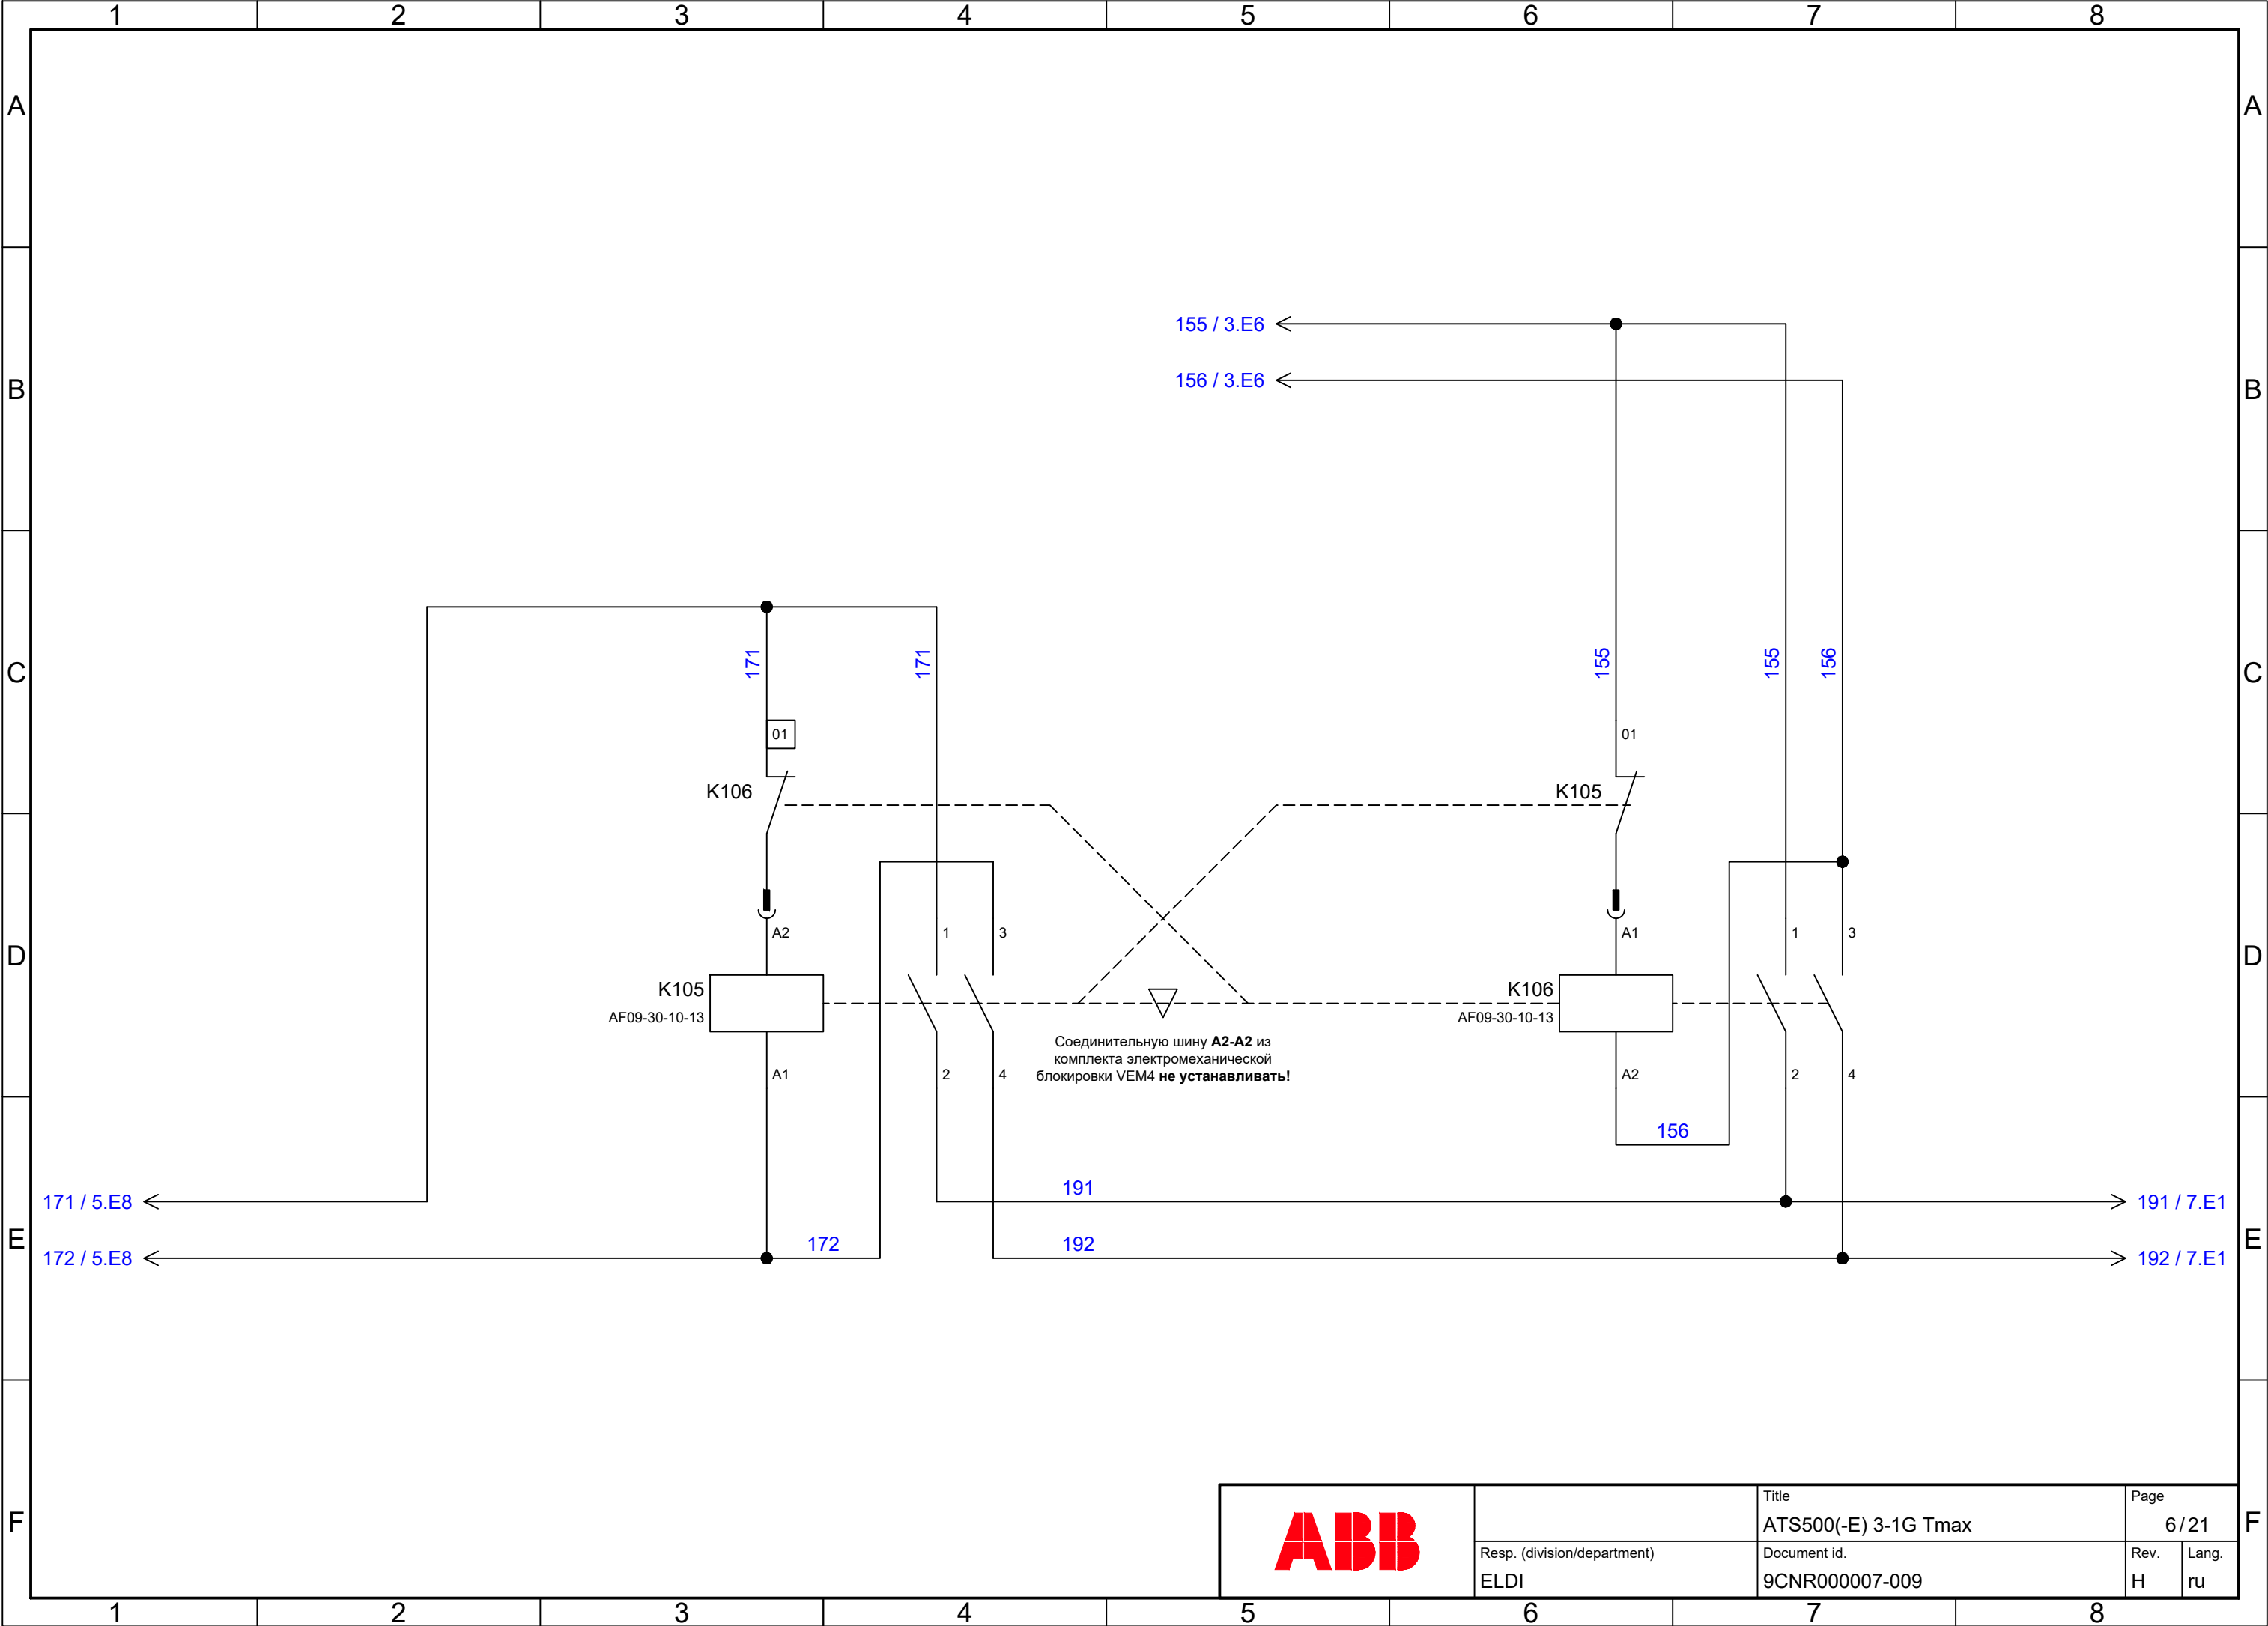 1 2 3 4 5 6 7 8
A A
155 / 3.E6
156 / 3.E6
B B
171 171 155 155 156
C C
01 01
K106 K105
A2 1 3 A1 1 3
D D
K105 K106
AF09-30-10-13 AF09-30-10-13
Соединительную шину A2-A2 из
комплекта электромеханической
блокировки VEM4 не устанавливать!
A1 2 4 A2 2 4
156
191
171 / 5.E8 191 / 7.E1
E E
172 192
172 / 5.E8 192 / 7.E1
F F
ABB
Title
ATS500(-E) 3-1G Tmax
Page
6 / 21
Resp. (division/department)
ELDI
Document id.
9CNR000007-009
Rev.
H
Lang.
ru
1 2 3 4 5 6 7 8